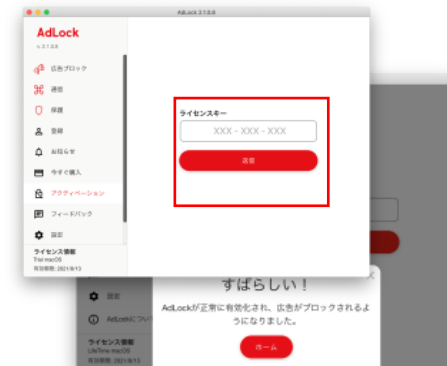 AdLock 2.1.0.6
AdLock
v. 2.1.0.6
広告ブロック
通信
保護
登録
お知らせ
今すぐ購入
アクティベーション
フィードバック
設定
ライセンス情報
Trial macOS
有効期限: 2021/8/13
ライセンスキー
XXX - XXX - XXX
送信
設定
AdLockについ
ライセンス情報
LifeTime macOS
有効期限: 2021/8/13
すばらしい！
AdLockが正常に有効化され、広告がブロックされるよ
うになりました。
ホーム